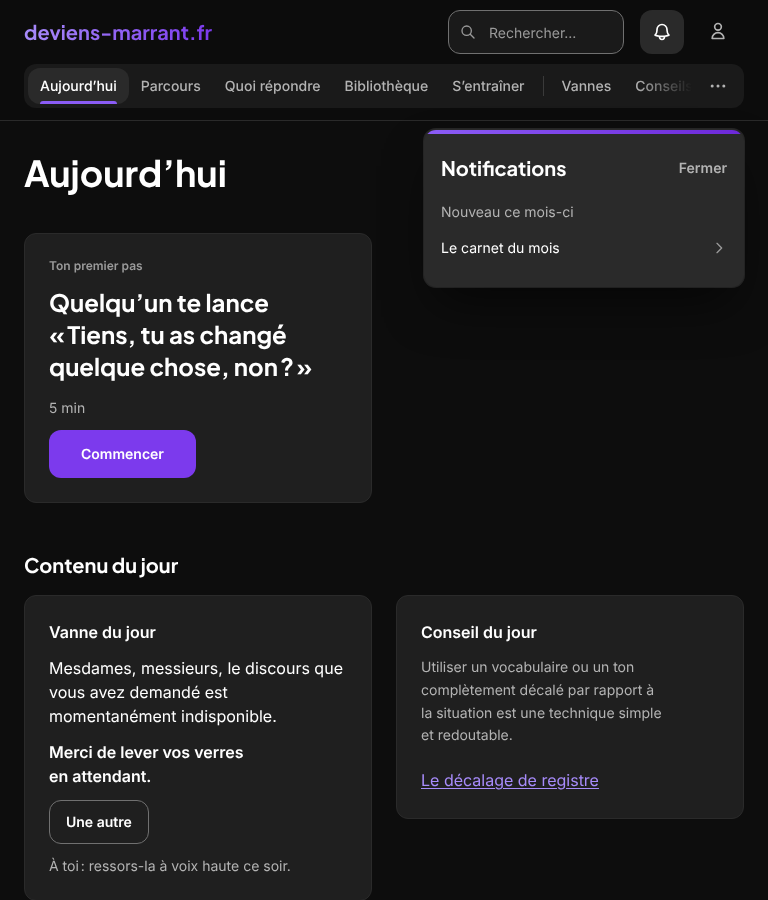 deviens-marrant.fr
Rechercher…
Aujourd’hui
Parcours
Quoi répondre
Bibliothèque
S’entraîner
Vannes
Conseils
Aujourd’hui
Notifications
Fermer
Nouveau ce mois-ci
Le carnet du mois
Ton premier pas
Quelqu’un te lance
« Tiens, tu as changé
quelque chose, non ? »
5 min
Commencer
Contenu du jour
Vanne du jour
Mesdames, messieurs, le discours que
vous avez demandé est
momentanément indisponible.
Merci de lever vos verres
en attendant.
Une autre
À toi : ressors-la à voix haute ce soir.
Conseil du jour
Utiliser un vocabulaire ou un ton
complètement décalé par rapport à
la situation est une technique simple
et redoutable.
Le décalage de registre